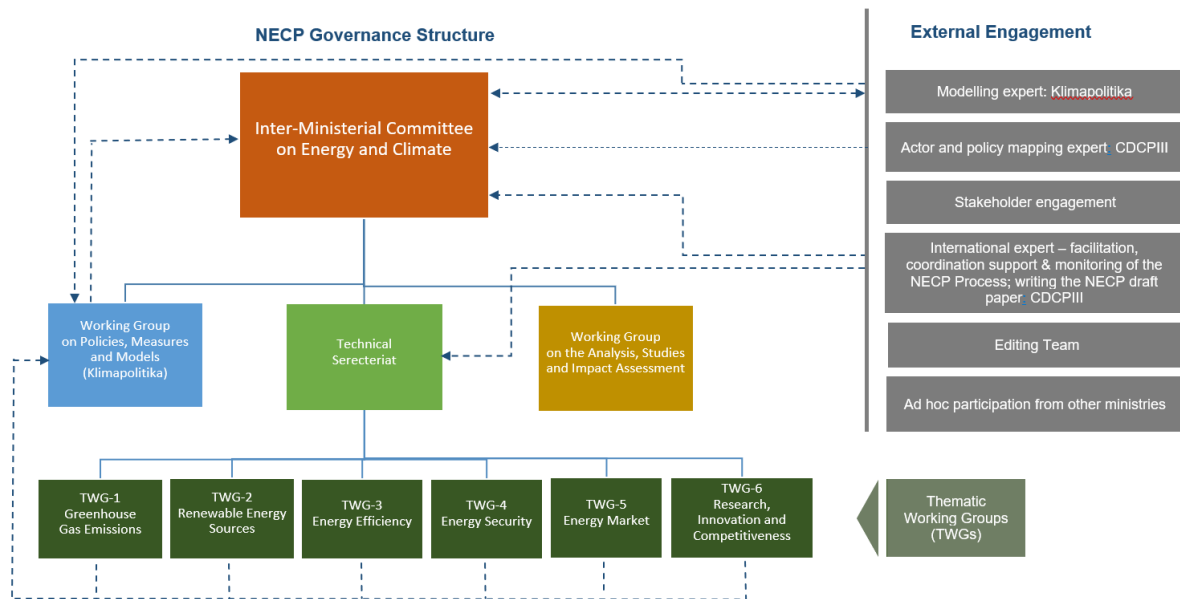 NECP Governance Structure
External Engagement
Inter-Ministerial Committee
on Energy and Climate
Modelling expert: Klimapolitika
Actor and policy mapping expert: CDCPIII
Stakeholder engagement
International expert – facilitation,
coordination support & monitoring of the
NECP Process; writing the NECP draft
paper: CDCPIII
Editing Team
Ad hoc participation from other ministries
Working Group
on Policies, Measures
and Models
(Klimapolitika)
Technical
Serecteriat
Working Group
on the Analysis, Studies
and Impact Assessment
TWG-1
Greenhouse
Gas Emissions
TWG-2
Renewable Energy
Sources
TWG-3
Energy Efficiency
TWG-4
Energy Security
TWG-5
Energy Market
TWG-6
Research,
Innovation and
Competitiveness
Thematic
Working Groups
(TWGs)